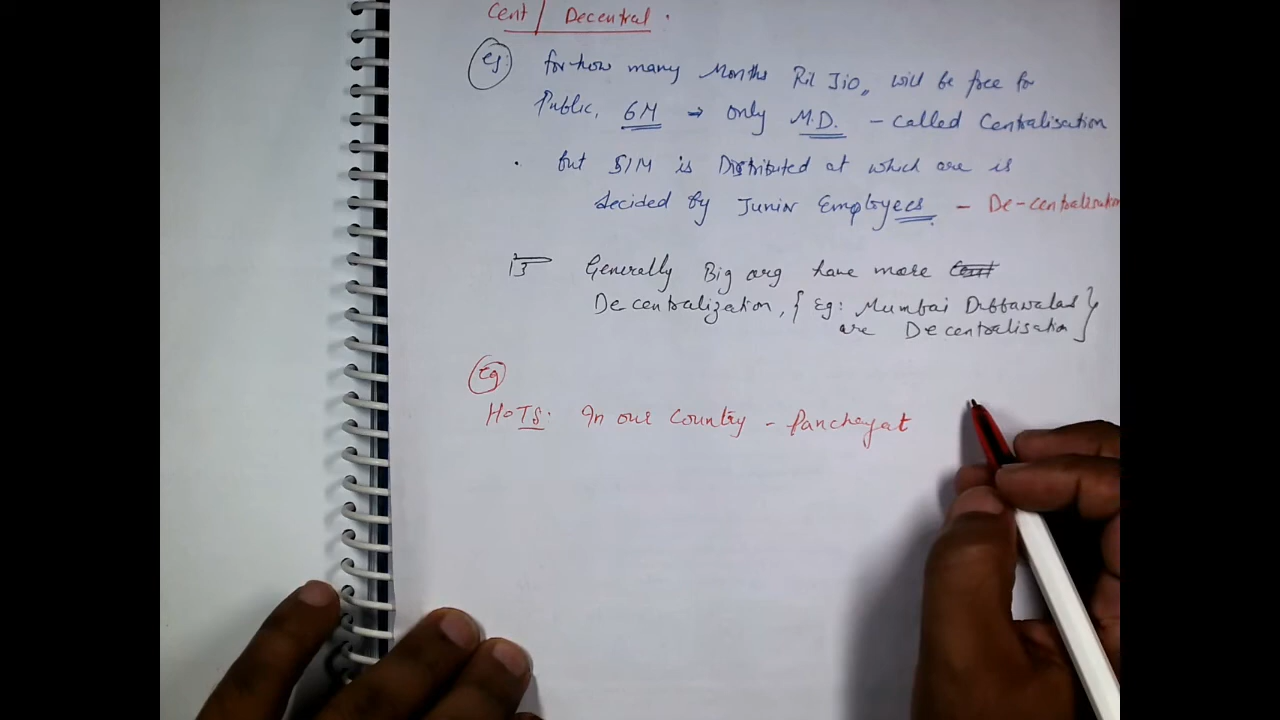 Cent / Decentral.
eg: for how many Months Ril Jio,, will be free for
Public, 6M → only M.D. - called Centralisation
. but SIM is Distributed at which are is
decided by Junior Employees - De-centralisation
Generally Big org have more
Decentralization, { Eg: Mumbai Dabbawalas }
are Decentralisation
Eg
HOTS: In our Country - Panchayat